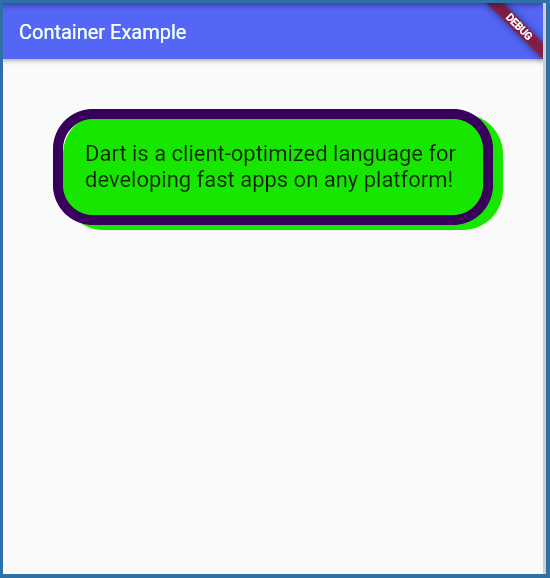 Container Example
DEBUG
Dart is a client-optimized language for
developing fast apps on any platform!